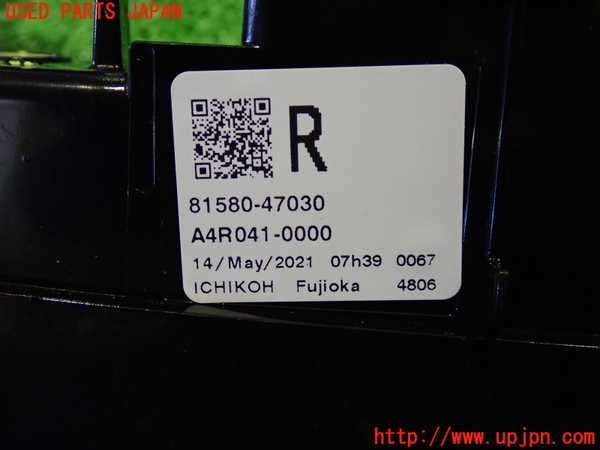 USED PARTS JAPAN
R
81580-47030
A4R041-0000
14/May/2021 07h39 0067
ICHIKOH Fujioka 4806
http://www.upjpn.com/